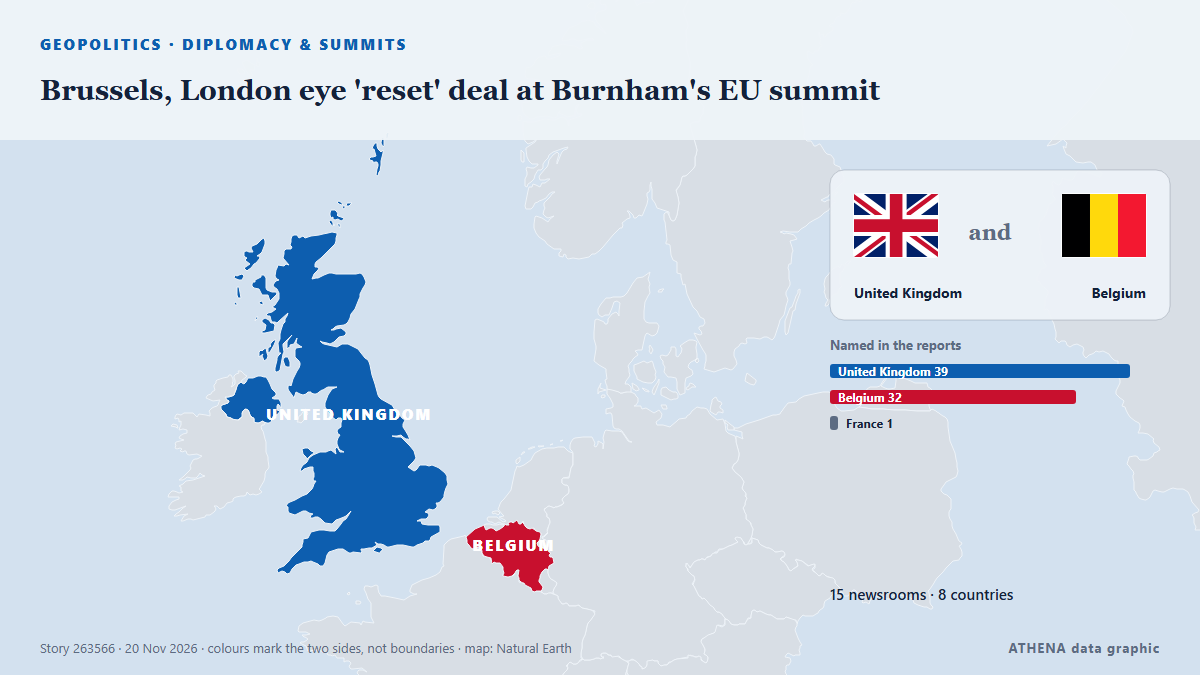 GEOPOLITICS · DIPLOMACY & SUMMITS
Brussels, London eye 'reset' deal at Burnham's EU summit
and
United Kingdom
Belgium
Named in the reports
United Kingdom 39
Belgium 32
France 1
UNITED KINGDOM
BELGIUM
15 newsrooms · 8 countries
Story 263566 · 20 Nov 2026 · colours mark the two sides, not boundaries · map: Natural Earth
ATHENA data graphic